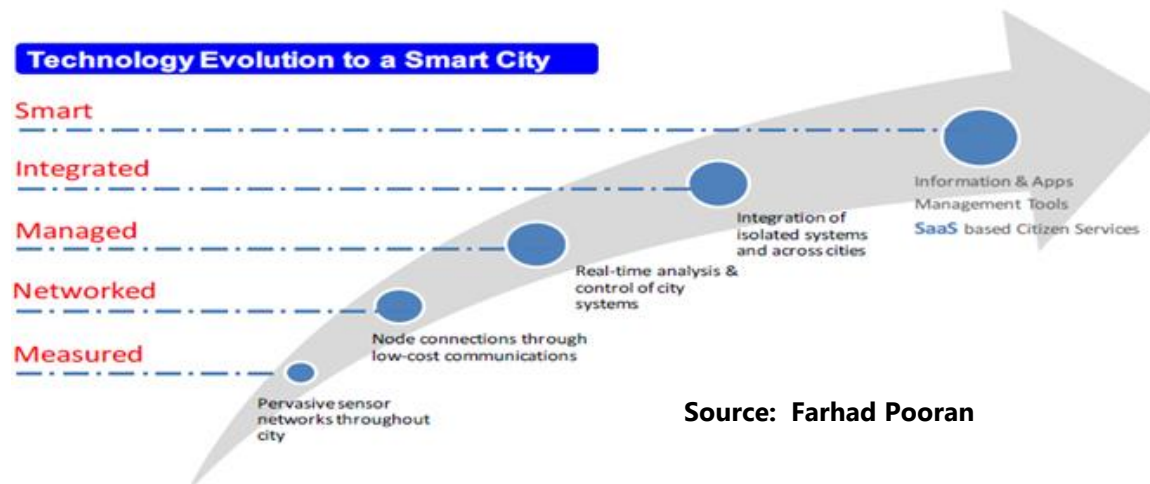 Technology Evolution to a Smart City
Smart
Integrated
Managed
Networked
Measured
Information & Apps
Management Tools
SaaS based Citizen Services
Integration of
isolated systems
and across cities
Real-time analysis &
control of city
systems
Node connections through
low-cost communications
Pervasive sensor
networks throughout
city
Source: Farhad Pooran